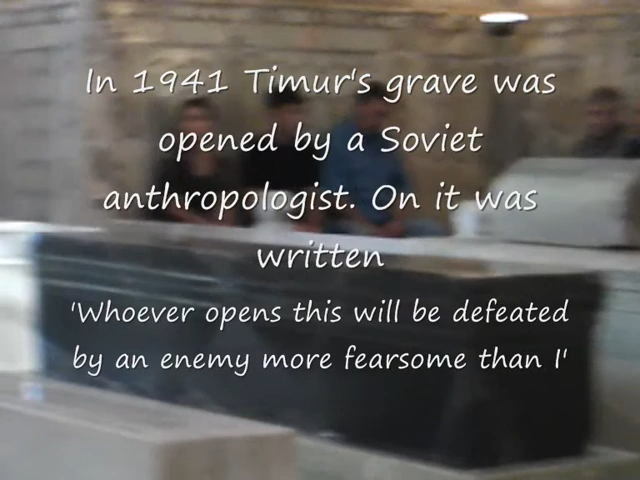 In 1941 Timur's grave was
opened by a Soviet
anthropologist. On it was
written
'Whoever opens this will be defeated
by an enemy more fearsome than I'